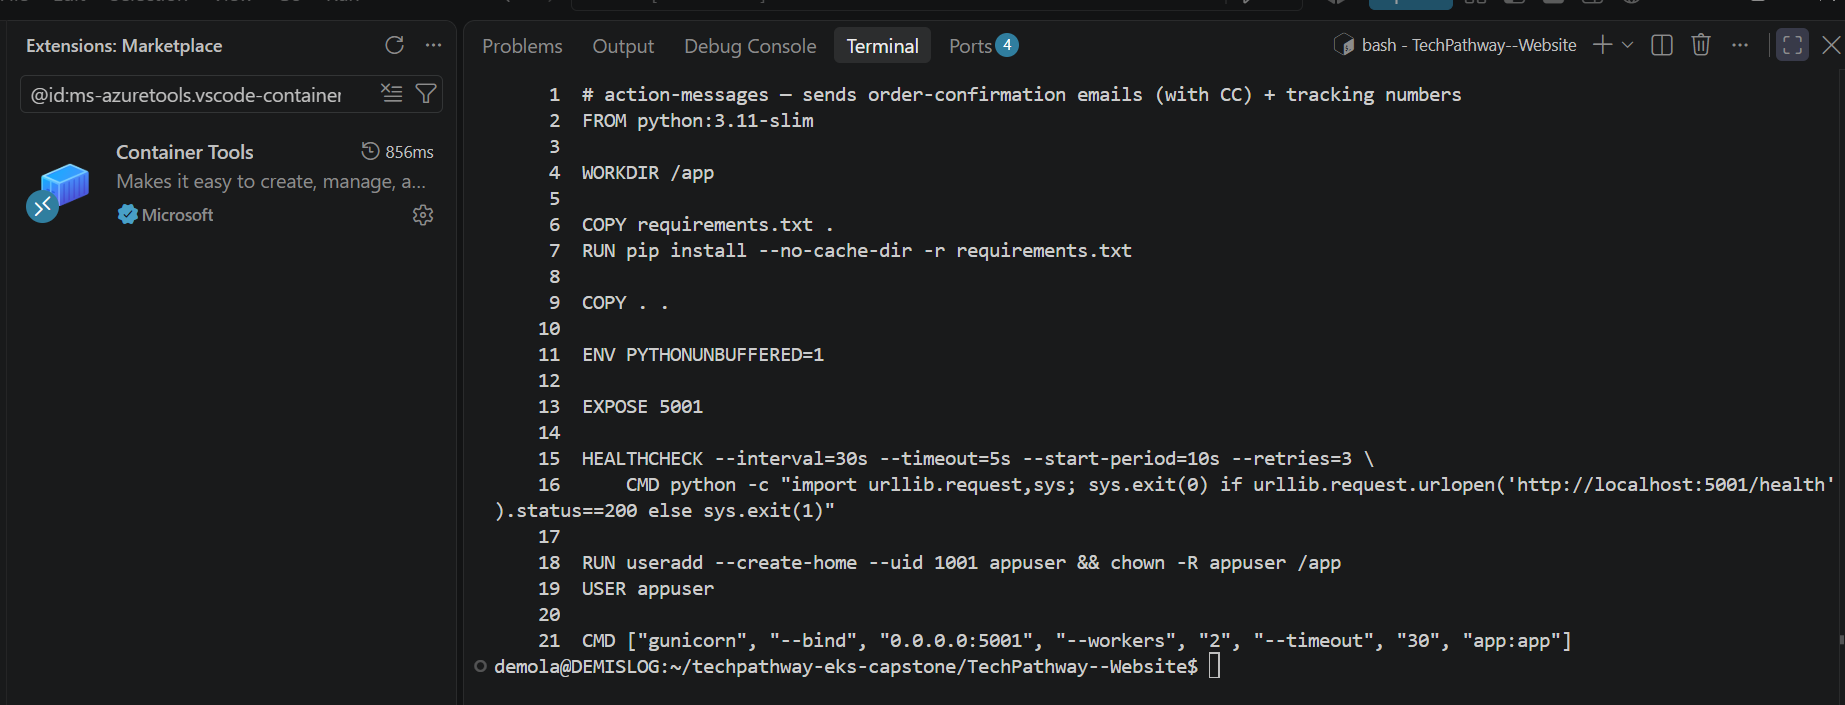 Extensions: Marketplace
@id:ms-azuretools.vscode-container
Container Tools
856ms
Makes it easy to create, manage, a...
Microsoft
Problems
Output
Debug Console
Terminal
Ports 4
bash - TechPathway--Website
1 # action-messages — sends order-confirmation emails (with CC) + tracking numbers
2 FROM python:3.11-slim
3
4 WORKDIR /app
5
6 COPY requirements.txt .
7 RUN pip install --no-cache-dir -r requirements.txt
8
9 COPY . .
10
11 ENV PYTHONUNBUFFERED=1
12
13 EXPOSE 5001
14
15 HEALTHCHECK --interval=30s --timeout=5s --start-period=10s --retries=3 \
16     CMD python -c "import urllib.request,sys; sys.exit(0) if urllib.request.urlopen('http://localhost:5001/health'
).status==200 else sys.exit(1)"
17
18 RUN useradd --create-home --uid 1001 appuser && chown -R appuser /app
19 USER appuser
20
21 CMD ["gunicorn", "--bind", "0.0.0.0:5001", "--workers", "2", "--timeout", "30", "app:app"]
demola@DEMISLOG:~/techpathway-eks-capstone/TechPathway--Website$